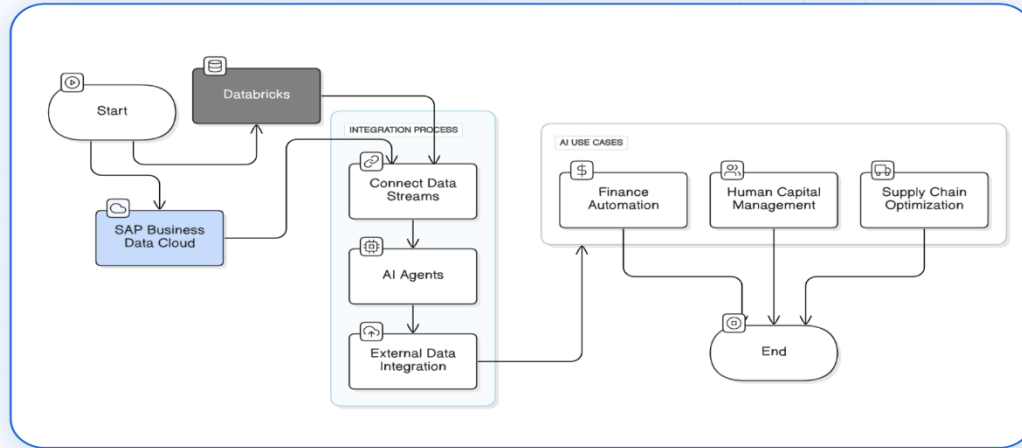 Start
Databricks
SAP Business
Data Cloud
INTEGRATION PROCESS
Connect Data
Streams
AI Agents
External Data
Integration
AI USE CASES
Finance
Automation
Human Capital
Management
Supply Chain
Optimization
End